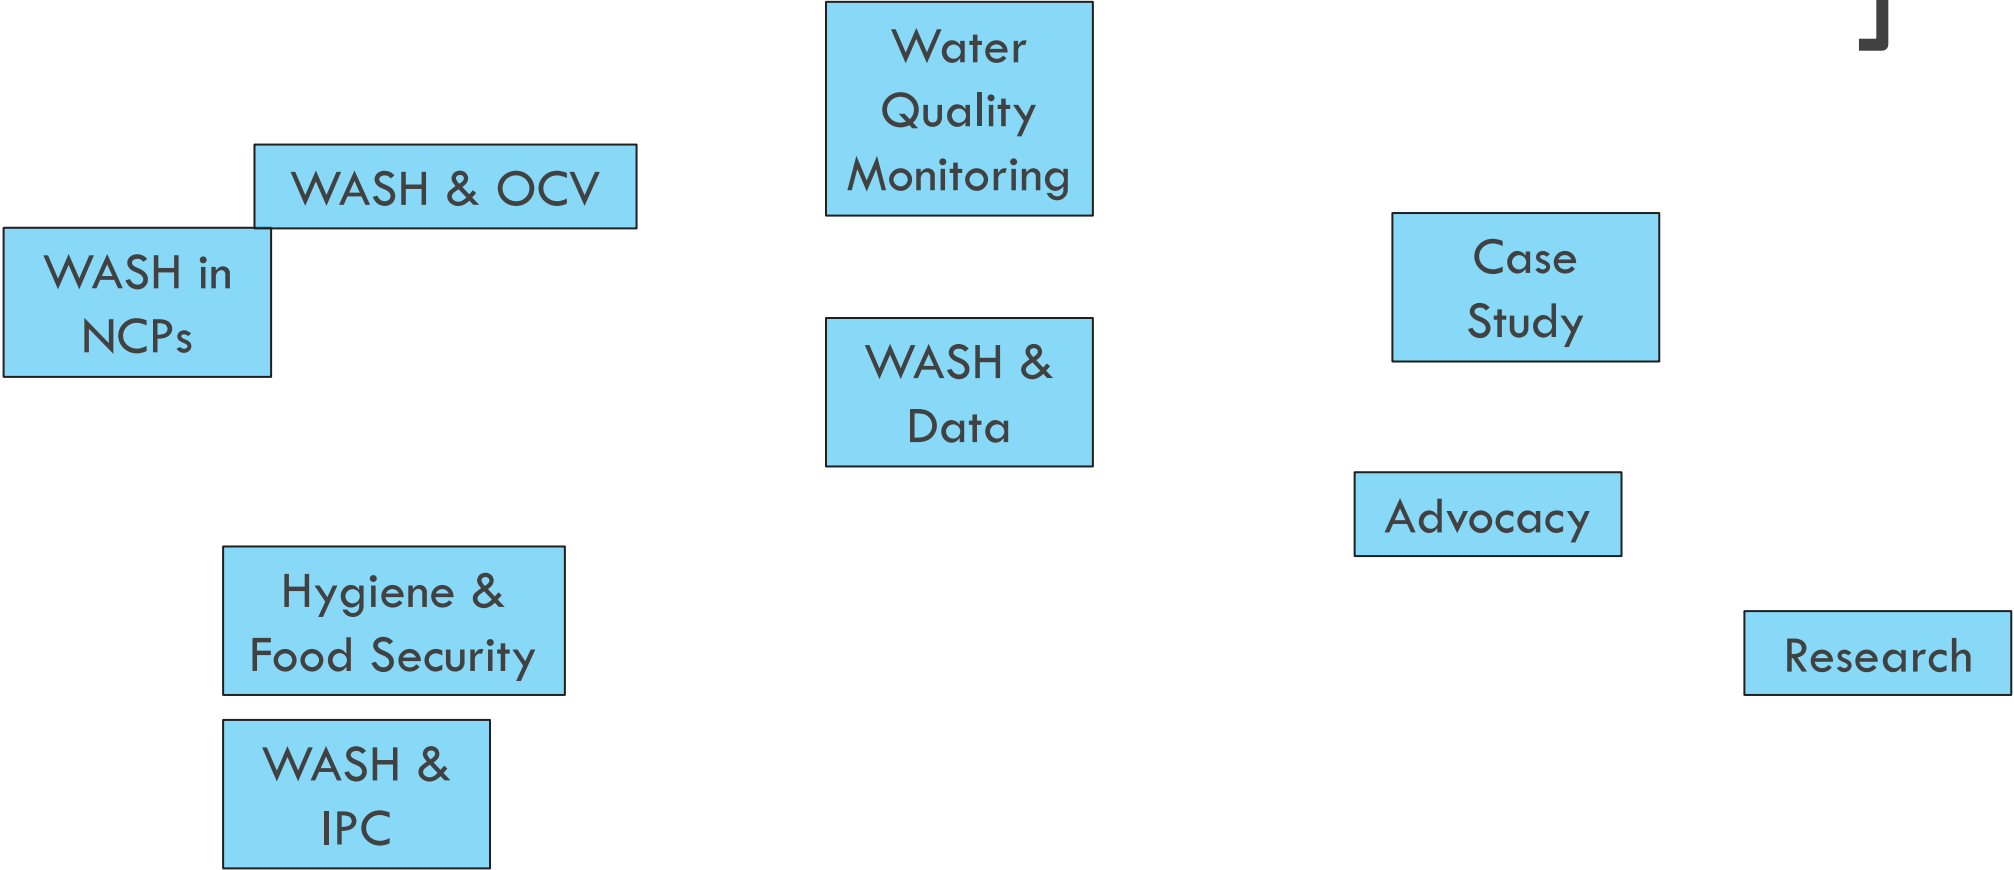 Water
Quality
Monitoring
WASH & OCV
WASH in
NCPs
Case
Study
WASH &
Data
Advocacy
Hygiene &
Food Security
Research
WASH &
IPC